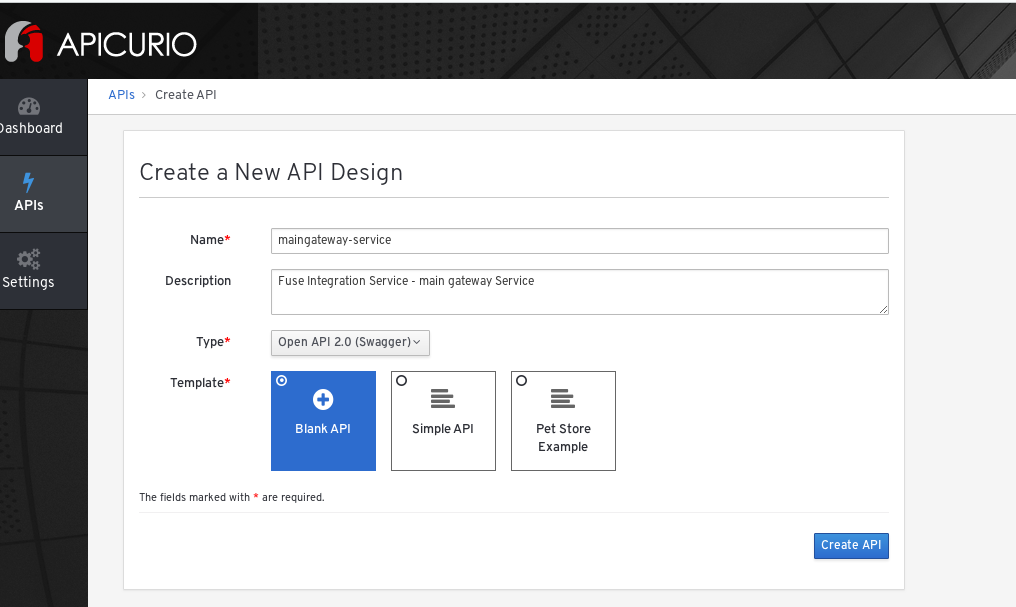 APICURIO
APIs › Create API
Dashboard
APIs
Settings
Create a New API Design
Name* maingateway-service
Description Fuse Integration Service - main gateway Service
Type* Open API 2.0 (Swagger)
Template*
Blank API Simple API Pet Store
Example
The fields marked with * are required.
Create API